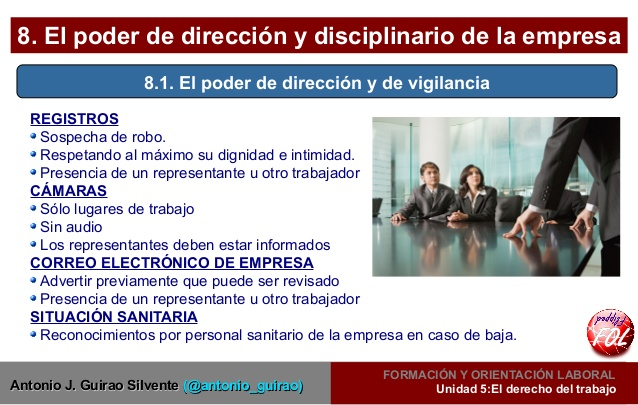 8. El poder de dirección y disciplinario de la empresa
8.1. El poder de dirección y de vigilancia
REGISTROS
Sospecha de robo.
Respetando al máximo su dignidad e intimidad.
Presencia de un representante u otro trabajador
CÁMARAS
Sólo lugares de trabajo
Sin audio
Los representantes deben estar informados
CORREO ELECTRÓNICO DE EMPRESA
Advertir previamente que puede ser revisado
Presencia de un representante u otro trabajador
SITUACIÓN SANITARIA
Reconocimientos por personal sanitario de la empresa en caso de baja.
Flipped
FOL
FORMACIÓN Y ORIENTACIÓN LABORAL
Antonio J. Guirao Silvente (@antonio_guirao)
Unidad 5:El derecho del trabajo